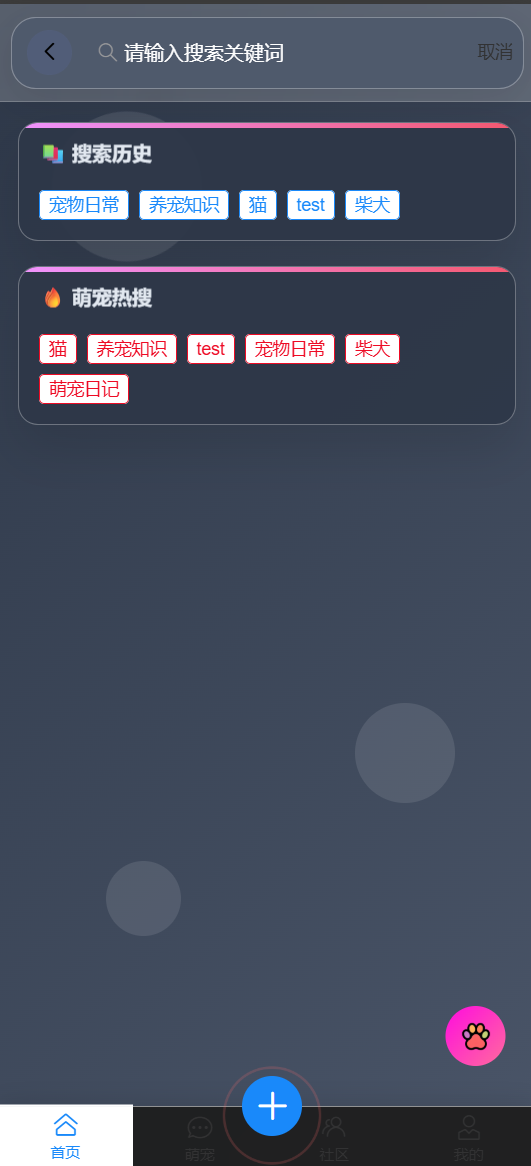 请输入搜索关键词 取消
搜索历史
宠物日常 养宠知识 猫 test 柴犬
萌宠热搜
猫 养宠知识 test 宠物日常 柴犬
萌宠日记
首页 萌宠 社区 我的